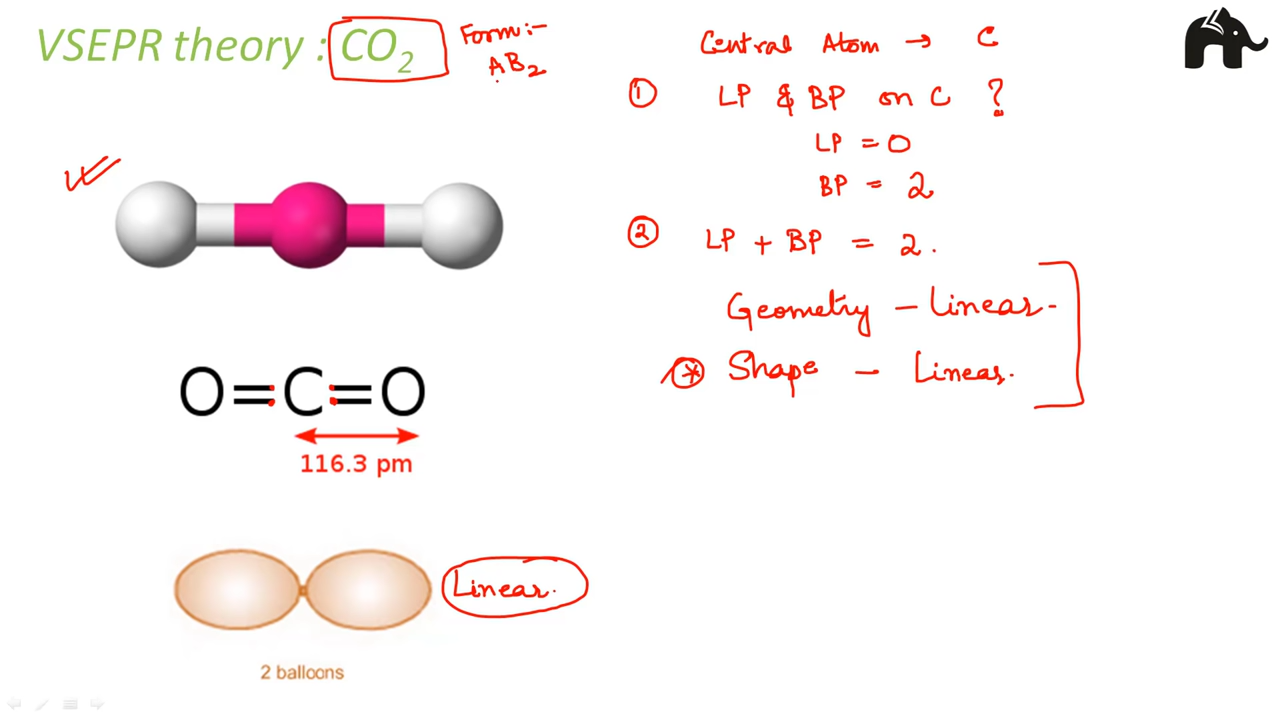 VSEPR theory : CO₂
Form :-
AB₂
Central Atom → C
① LP & BP on C ?
LP = 0
BP = 2
② LP + BP = 2.
Geometry - Linear-
* Shape - Linear.
O=C=O
116.3 pm
Linear.
2 balloons